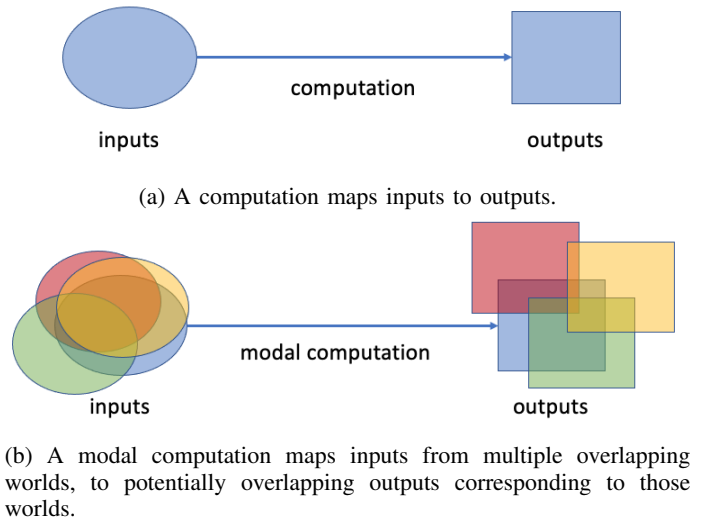 computation
inputs
outputs
(a) A computation maps inputs to outputs.
modal computation
inputs
outputs
(b) A modal computation maps inputs from multiple overlapping
worlds, to potentially overlapping outputs corresponding to those
worlds.